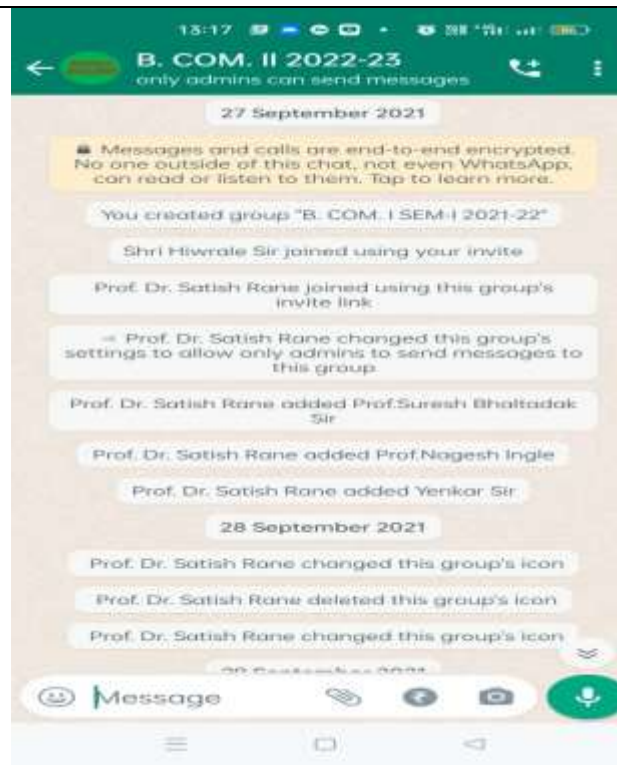 13:17
B. COM. II 2022-23
only admins can send messages
27 September 2021
Messages and calls are end-to-end encrypted.
No one outside of this chat, not even WhatsApp,
can read or listen to them. Tap to learn more.
You created group "B. COM. I SEM-I 2021-22"
Shri Hiwrale Sir joined using your invite
Prof. Dr. Satish Rane joined using this group's
invite link
Prof. Dr. Satish Rane changed this group's
settings to allow only admins to send messages to
this group
Prof. Dr. Satish Rane added Prof.Suresh Bhaltadak
Sir
Prof. Dr. Satish Rane added Prof.Nagesh Ingle
Prof. Dr. Satish Rane added Yenkar Sir
28 September 2021
Prof. Dr. Satish Rane changed this group's icon
Prof. Dr. Satish Rane deleted this group's icon
Prof. Dr. Satish Rane changed this group's icon
Message